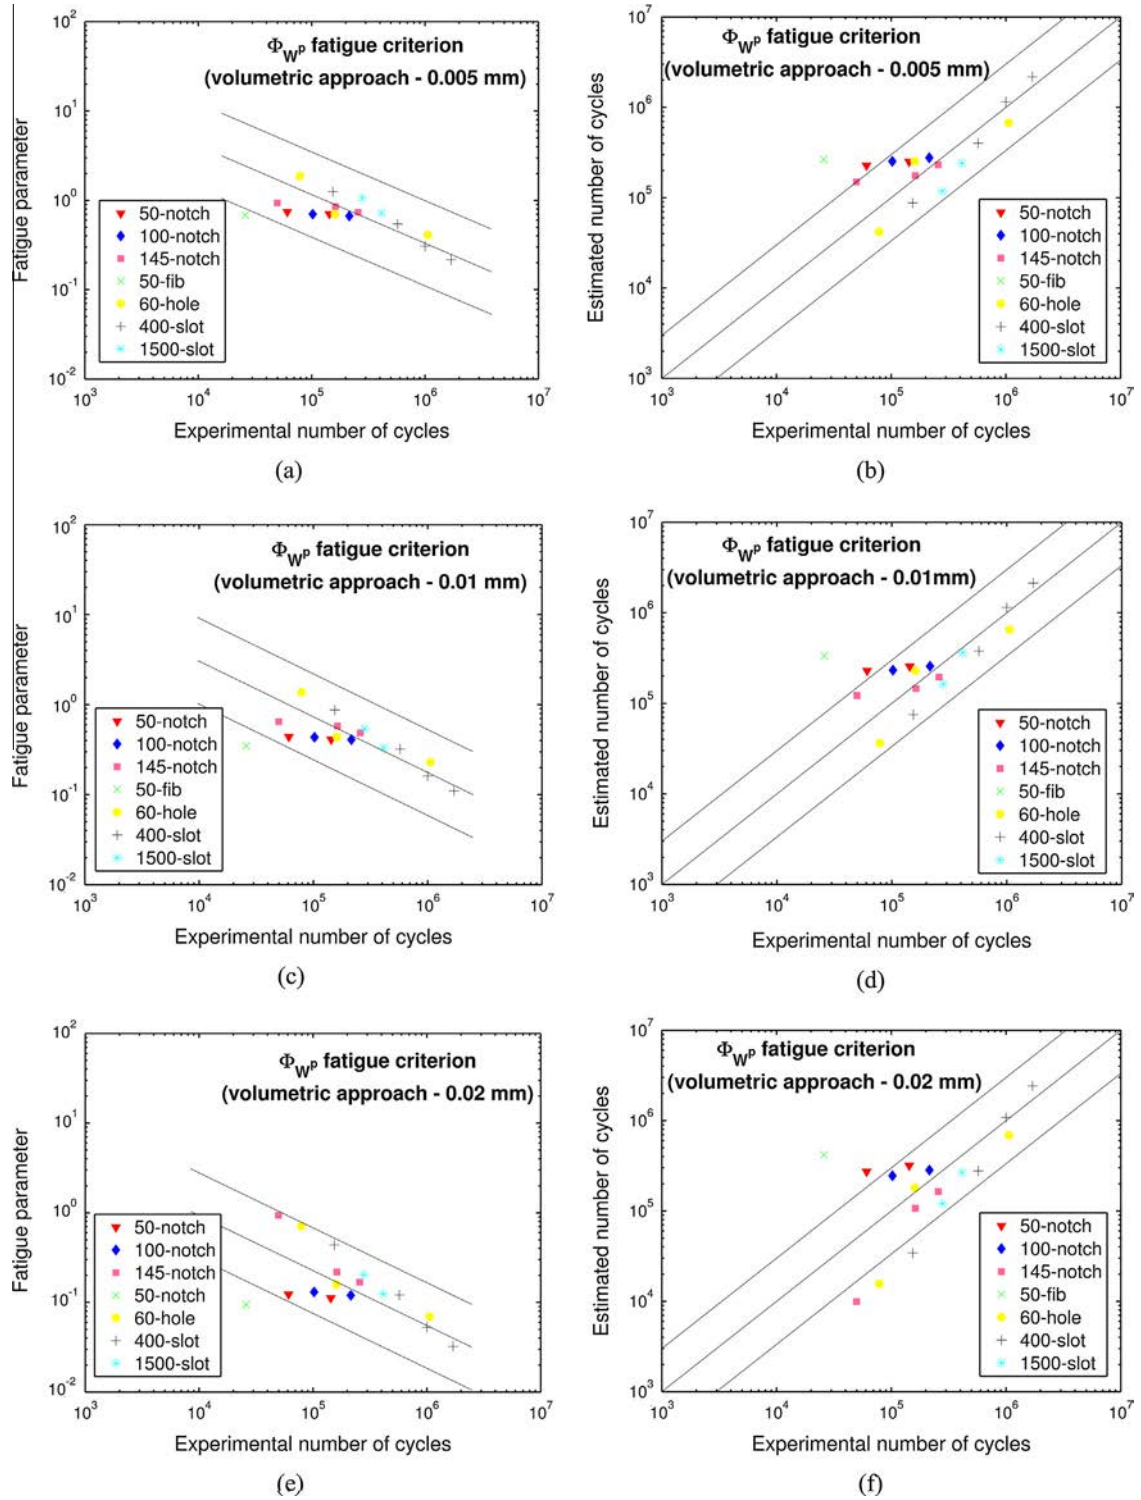 Φ_W^p fatigue criterion
(volumetric approach - 0.005 mm)
Fatigue parameter
10^2
10^1
10^0
10^-1
10^-2
50-notch
100-notch
145-notch
50-fib
60-hole
400-slot
1500-slot
10^3 10^4 10^5 10^6 10^7
Experimental number of cycles
(a)
Φ_W^p fatigue criterion
(volumetric approach - 0.005 mm)
Estimated number of cycles
10^7
10^6
10^5
10^4
10^3
50-notch
100-notch
145-notch
50-fib
60-hole
400-slot
1500-slot
10^3 10^4 10^5 10^6 10^7
Experimental number of cycles
(b)
Φ_W^p fatigue criterion
(volumetric approach - 0.01 mm)
Fatigue parameter
10^2
10^1
10^0
10^-1
10^-2
50-notch
100-notch
145-notch
50-fib
60-hole
400-slot
1500-slot
10^3 10^4 10^5 10^6 10^7
Experimental number of cycles
(c)
Φ_W^p fatigue criterion
(volumetric approach - 0.01mm)
Estimated number of cycles
10^7
10^6
10^5
10^4
10^3
50-notch
100-notch
145-notch
50-fib
60-hole
400-slot
1500-slot
10^3 10^4 10^5 10^6 10^7
Experimental number of cycles
(d)
Φ_W^p fatigue criterion
(volumetric approach - 0.02 mm)
Fatigue parameter
10^2
10^1
10^0
10^-1
10^-2
50-notch
100-notch
145-notch
50-notch
60-hole
400-slot
1500-slot
10^3 10^4 10^5 10^6 10^7
Experimental number of cycles
(e)
Φ_W^p fatigue criterion
(volumetric approach - 0.02 mm)
Estimated number of cycles
10^7
10^6
10^5
10^4
10^3
50-notch
100-notch
145-notch
50-fib
60-hole
400-slot
1500-slot
10^3 10^4 10^5 10^6 10^7
Experimental number of cycles
(f)